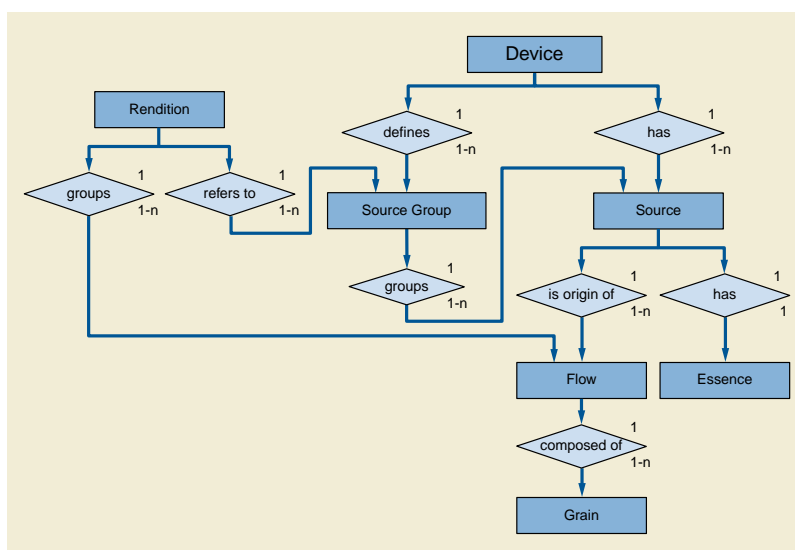 Device
Rendition
1
defines
1-n
1
has
1-n
1
groups
1-n
1
refers to
1-n
Source Group
Source
1
groups
1-n
1
is origin of
1-n
1
has
1
Flow
Essence
1
composed of
1-n
Grain